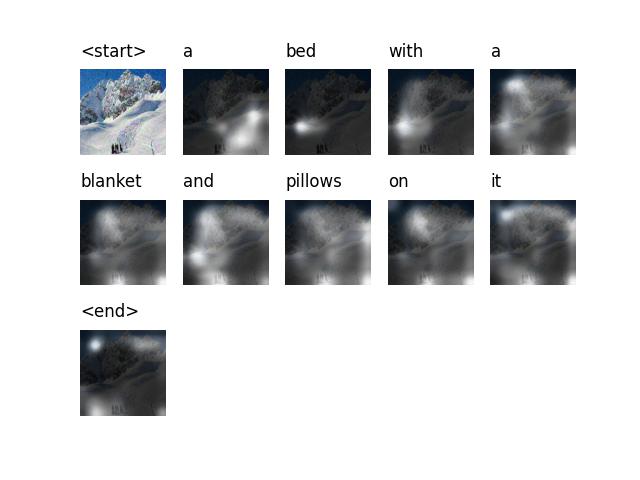 <start> a bed with a
blanket and pillows on it
<end>